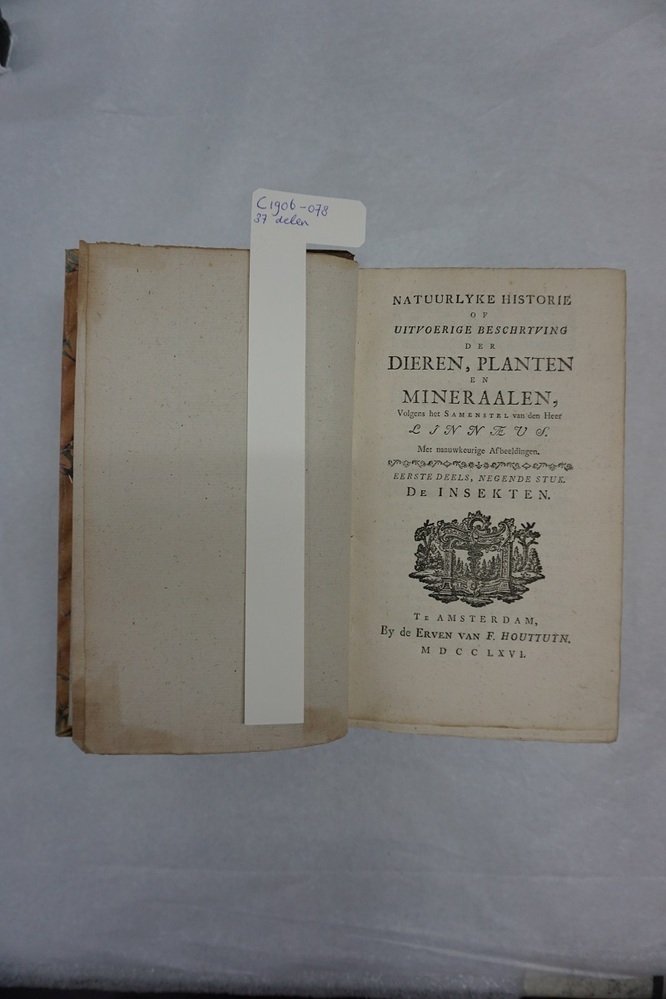 C1906-078
37 delen
NATUURLYKE HISTORIE
OF
UITVOERIGE BESCHRYVING
DER
DIEREN, PLANTEN
EN
MINERAALEN,
Volgens het SAMENSTEL van den Heer
LINNÆUS.
Met naauwkeurige Afbeeldingen.
EERSTE DEELS, NEGENDE STUK.
DE INSEKTEN.
TE AMSTERDAM,
By de ERVEN VAN F. HOUTTUYN.
MDCCLXVI.